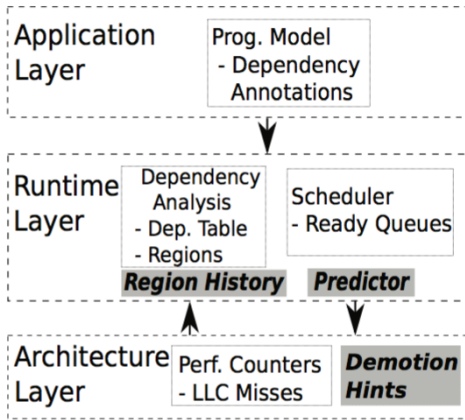 Application
Layer
Prog. Model
- Dependency
Annotations
Runtime
Layer
Dependency
Analysis
- Dep. Table
- Regions
Region History
Scheduler
- Ready Queues
Predictor
Architecture
Layer
Perf. Counters
- LLC Misses
Demotion
Hints